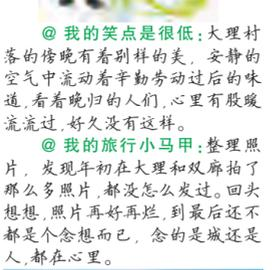 @ 我的笑点是很低:大理村
落的傍晚有着别样的美，安静的
空气中流动着辛勤劳动过后的味
道,看着晚归的人们,心里有股暖
流流过,好久没有这样。
@ 我的旅行小马甲:整理照
片，发现年初在大理和双廊拍了
那么多照片,都没怎么发过。回头
想想,照片再好再烂,到最后还不
都是个念想而已，念的是城还是
人,都在心里。